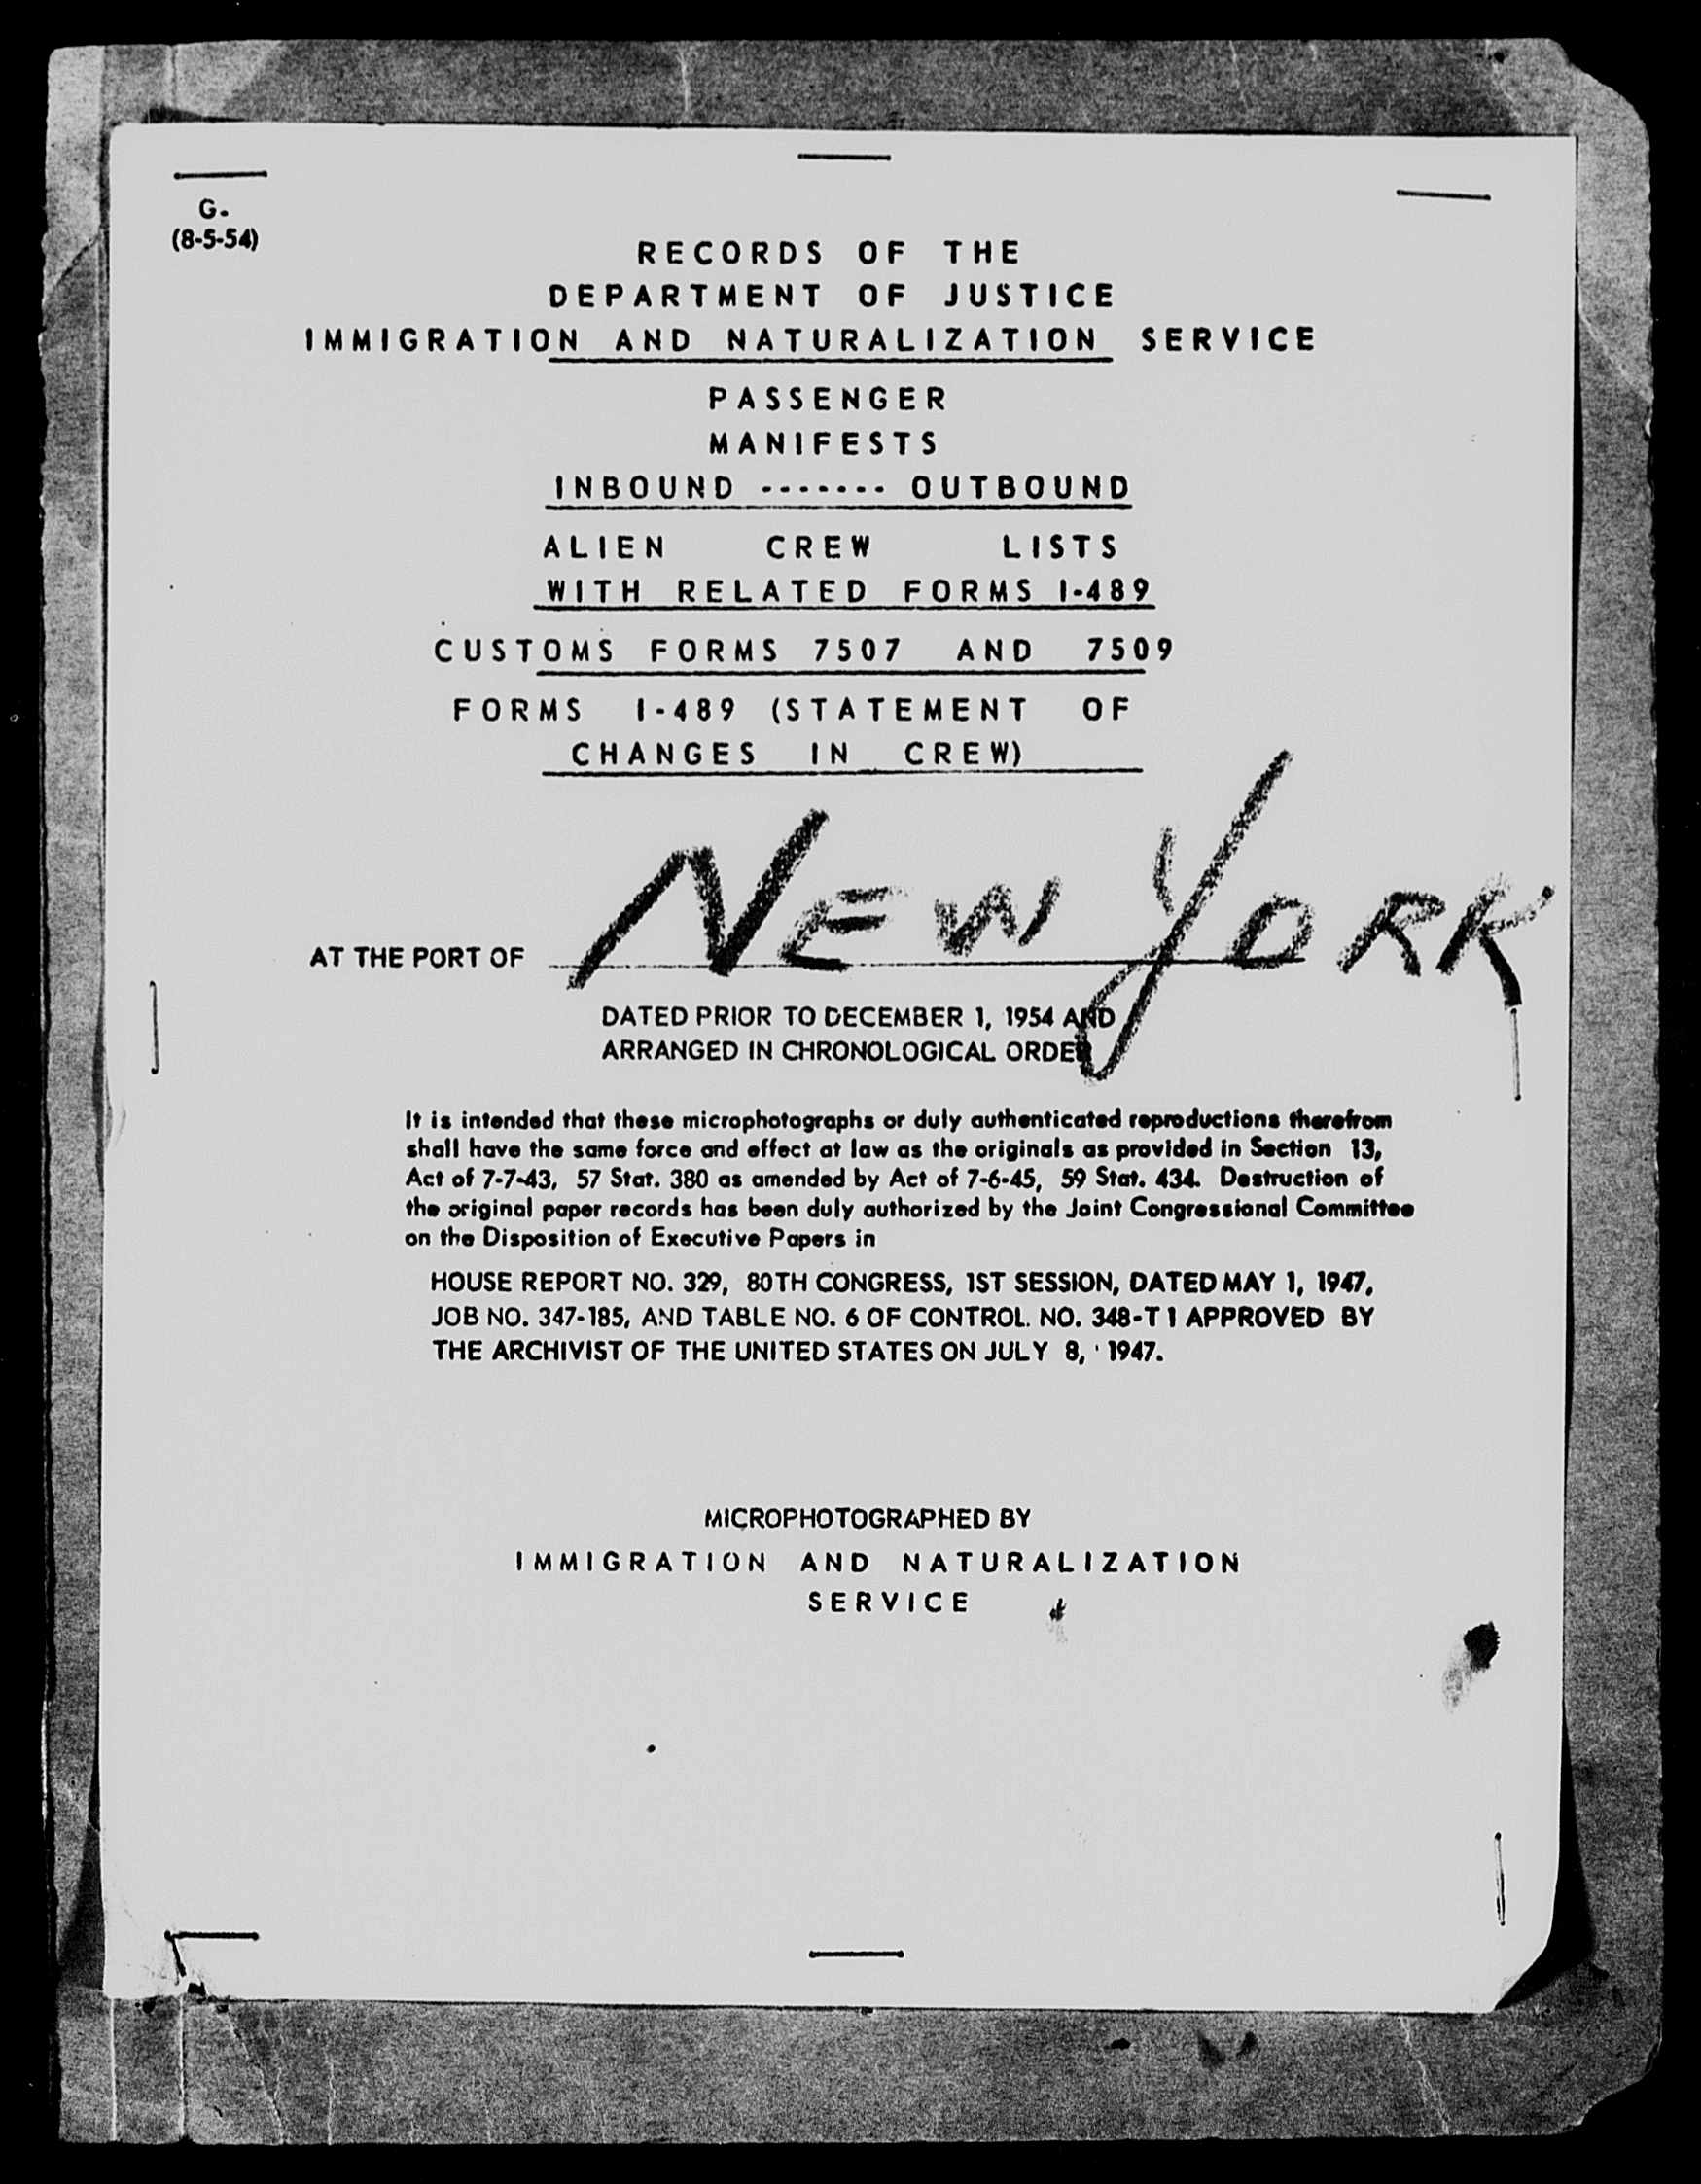 G.
(8-5-54)
RECORDS OF THE
DEPARTMENT OF JUSTICE
IMMIGRATION AND NATURALIZATION SERVICE
PASSENGER
MANIFESTS
INBOUND ------- OUTBOUND
ALIEN CREW LISTS
WITH RELATED FORMS I-489
CUSTOMS FORMS 7507 AND 7509
FORMS I-489 (STATEMENT OF
CHANGES IN CREW)
AT THE PORT OF NEW YORK
DATED PRIOR TO DECEMBER 1, 1954 AND
ARRANGED IN CHRONOLOGICAL ORDER
It is intended that these microphotographs or duly authenticated reproductions therefrom
shall have the same force and effect at law as the originals as provided in Section 13,
Act of 7-7-43, 57 Stat. 380 as amended by Act of 7-6-45, 59 Stat. 434. Destruction of
the original paper records has been duly authorized by the Joint Congressional Committee
on the Disposition of Executive Papers in
HOUSE REPORT NO. 329, 80TH CONGRESS, 1ST SESSION, DATED MAY 1, 1947,
JOB NO. 347-185, AND TABLE NO. 6 OF CONTROL. NO. 348-T1 APPROVED BY
THE ARCHIVIST OF THE UNITED STATES ON JULY 8, 1947.
MICROPHOTOGRAPHED BY
IMMIGRATION AND NATURALIZATION
SERVICE